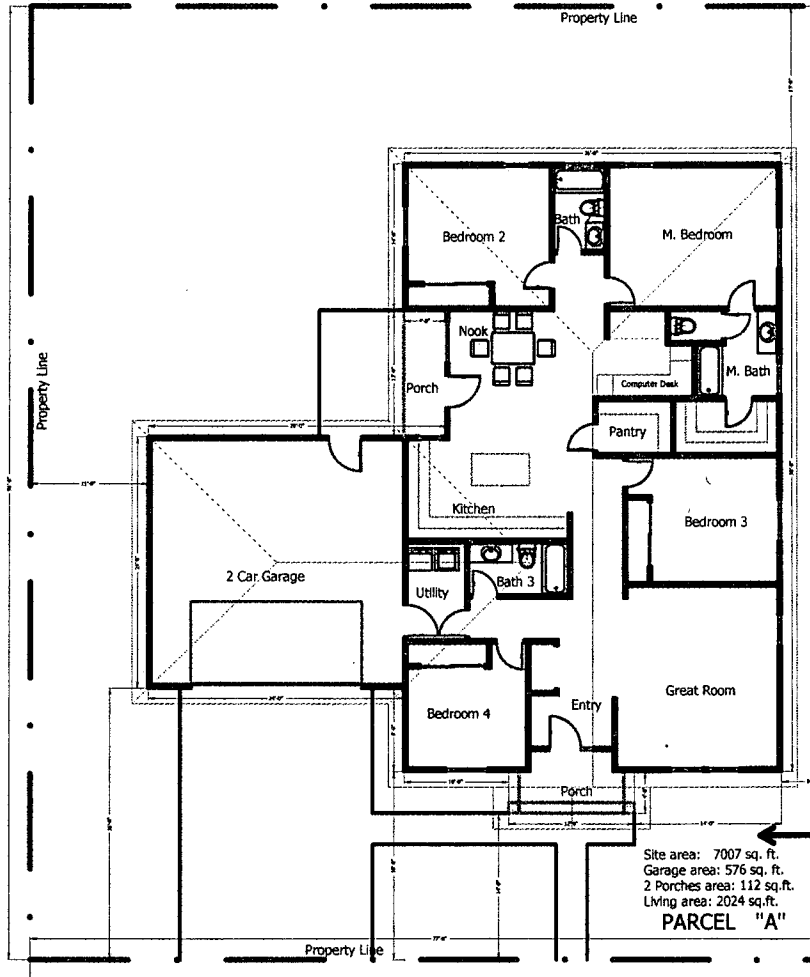 Property Line
Bath
Bedroom 2
M. Bedroom
Nook
Property Line
Porch
Computer Desk
M. Bath
Pantry
Kitchen
Bedroom 3
2 Car Garage
Utility
Bath 3
Great Room
Entry
Bedroom 4
Porch
Site area: 7007 sq. ft.
Garage area: 576 sq. ft.
2 Porches area: 112 sq.ft.
Living area: 2024 sq.ft.
PARCEL "A"
Property Line